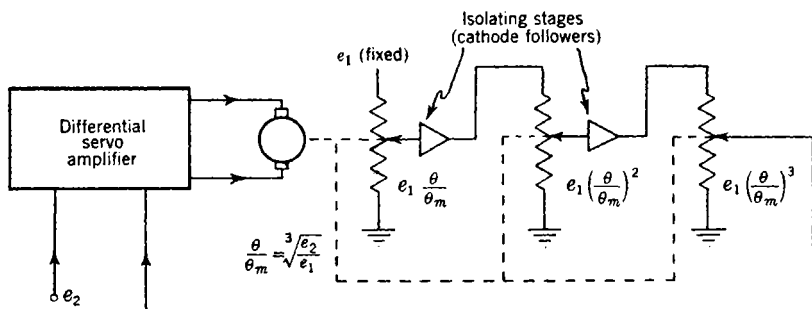 Isolating stages
(cathode followers)
e₁ (fixed)
Differential
servo
amplifier
e₁ θ/θₘ
e₁ (θ/θₘ)²
e₁ (θ/θₘ)³
θ/θₘ = ∛(e₂/e₁)
e₂